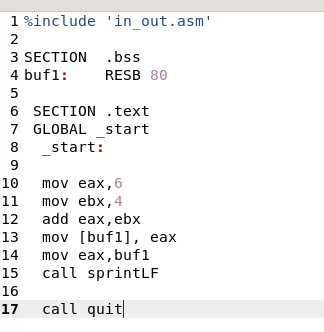 1 %include 'in_out.asm'
2
3 SECTION  .bss
4 buf1:    RESB 80
5
6  SECTION .text
7  GLOBAL _start
8   _start:
9
10   mov eax,6
11   mov ebx,4
12   add eax,ebx
13   mov [buf1], eax
14   mov eax,buf1
15   call sprintLF
16
17   call quit